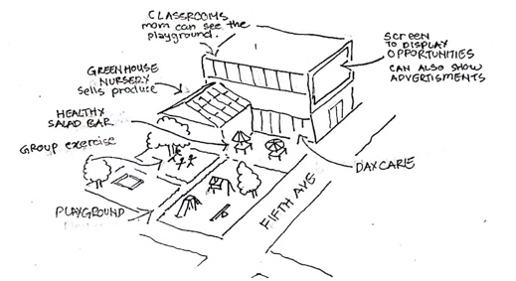 CLASSROOMS
mom can see the
playground.
SCREEN
TO DISPLAY
OPPORTUNITIES
CAN ALSO SHOW
ADVERTISMENTS
GREENHOUSE
NURSERY
sells produce
HEALTHY
SALAD BAR
GROUP exercise
DAYCARE
PLAYGROUND
FIFTH AVE